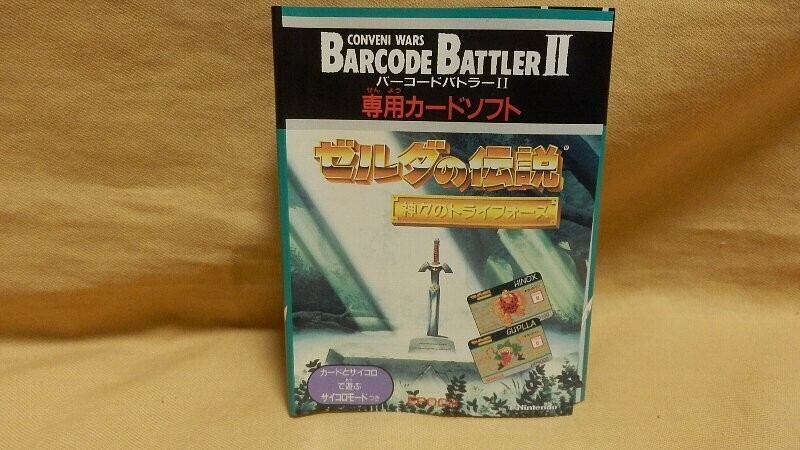 CONVENI WARS
BARCODE BATTLER II
バーコードバトラーII
せんよう
専用カードソフト
ゼルダの伝説
神々のトライフォース
HINOX
GUPLLA
カードとサイコロ
で遊ぶ
サイコロモードつき
EPOCH
Nintendo